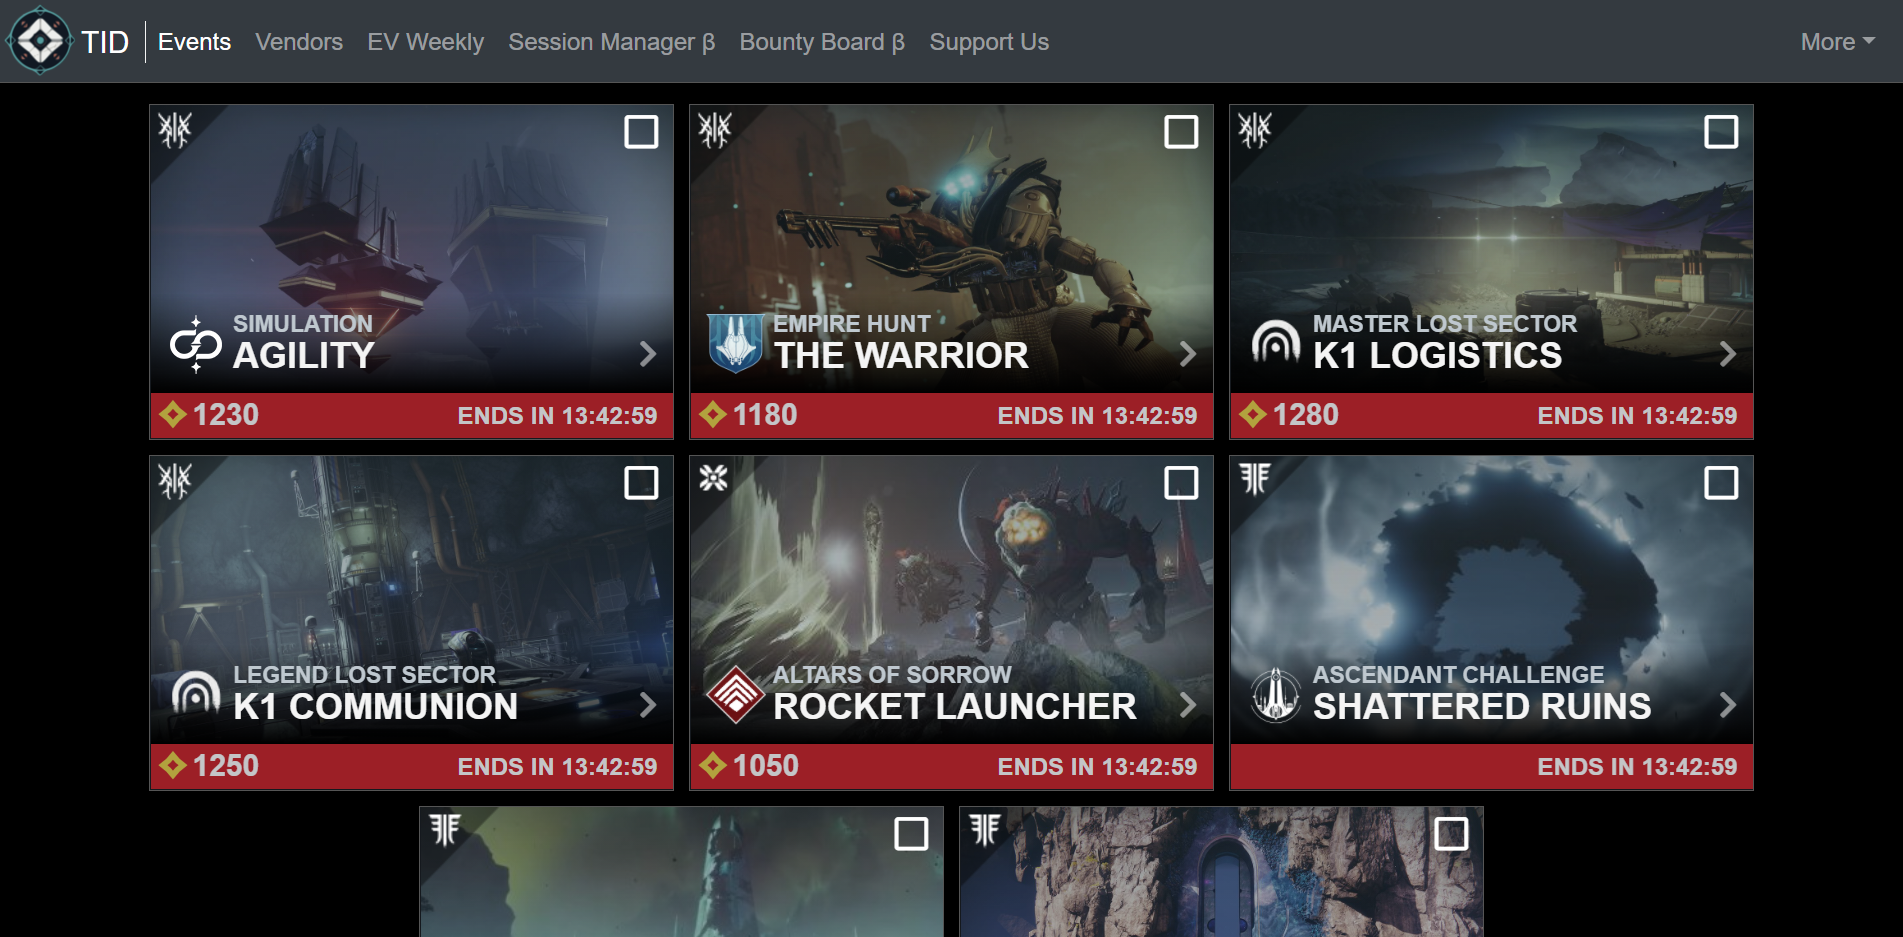 TID
Events
Vendors
EV Weekly
Session Manager β
Bounty Board β
Support Us
More
SIMULATION
AGILITY
1230
ENDS IN 13:42:59
EMPIRE HUNT
THE WARRIOR
1180
ENDS IN 13:42:59
MASTER LOST SECTOR
K1 LOGISTICS
1280
ENDS IN 13:42:59
LEGEND LOST SECTOR
K1 COMMUNION
1250
ENDS IN 13:42:59
ALTARS OF SORROW
ROCKET LAUNCHER
1050
ENDS IN 13:42:59
ASCENDANT CHALLENGE
SHATTERED RUINS
ENDS IN 13:42:59